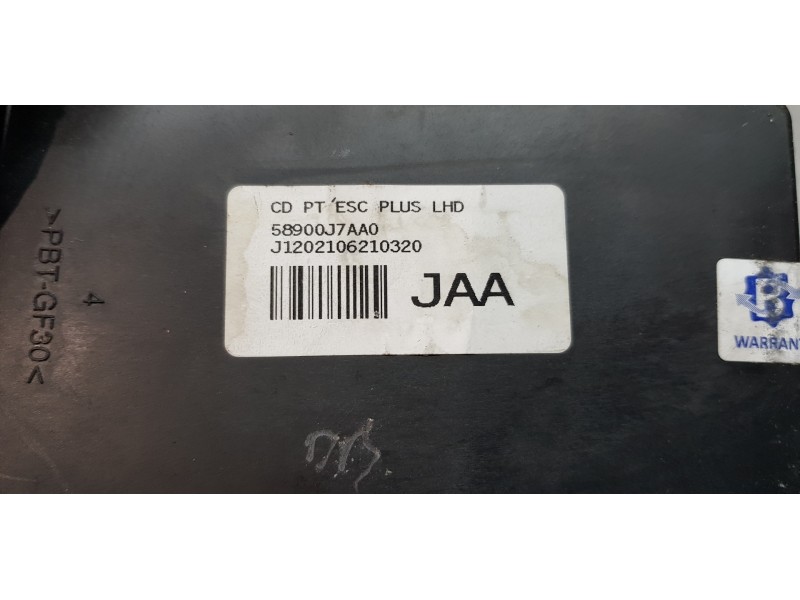 CD PT ESC PLUS LHD
58900J7AA0
J1202106210320
JAA
>PBT-GF30<
4
B
WARRANT